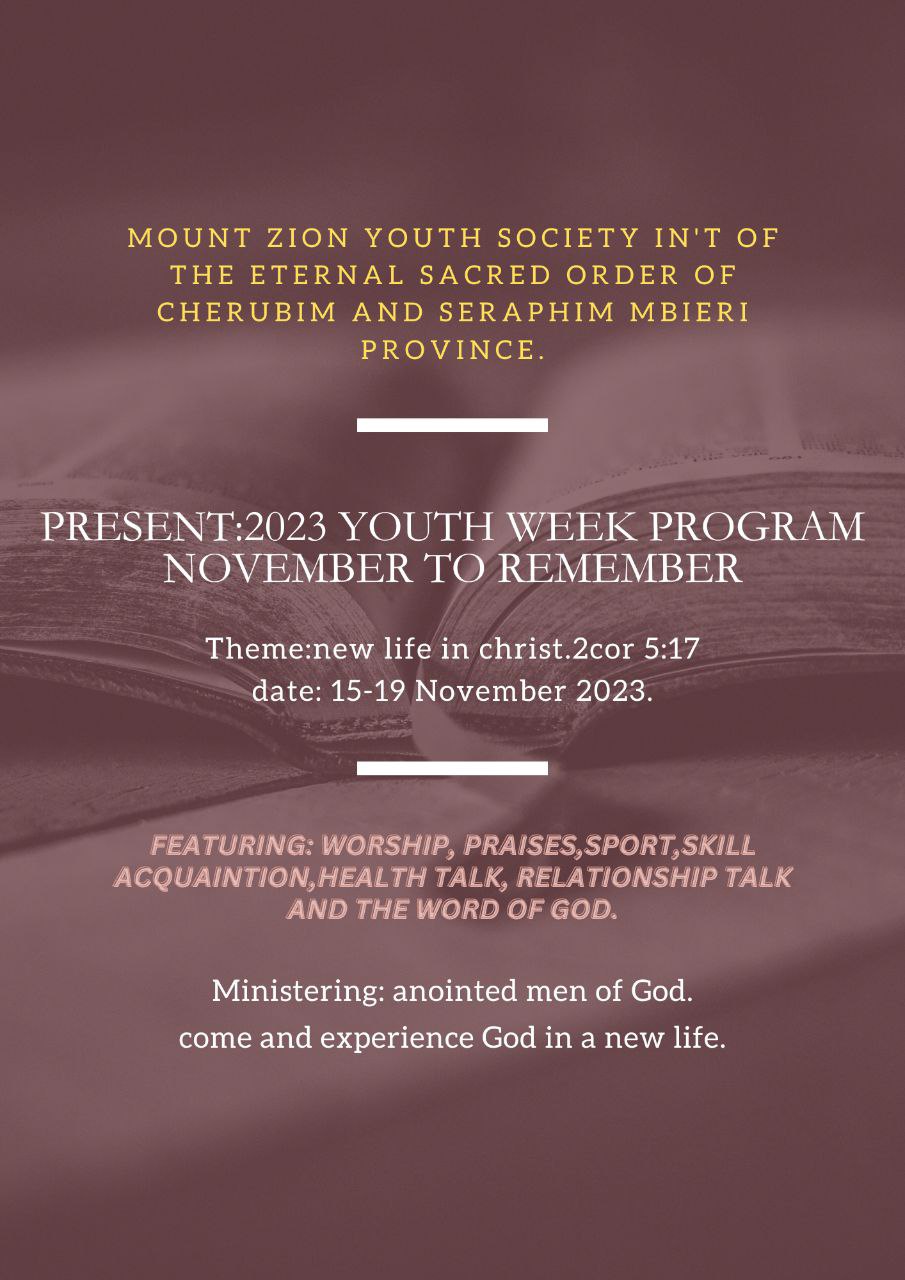 MOUNT ZION YOUTH SOCIETY IN'T OF
THE ETERNAL SACRED ORDER OF
CHERUBIM AND SERAPHIM MBIERI
PROVINCE.
PRESENT:2023 YOUTH WEEK PROGRAM
NOVEMBER TO REMEMBER
Theme:new life in christ.2cor 5:17
date: 15-19 November 2023.
FEATURING: WORSHIP, PRAISES,SPORT,SKILL
ACQUAINTION,HEALTH TALK, RELATIONSHIP TALK
AND THE WORD OF GOD.
Ministering: anointed men of God.
come and experience God in a new life.